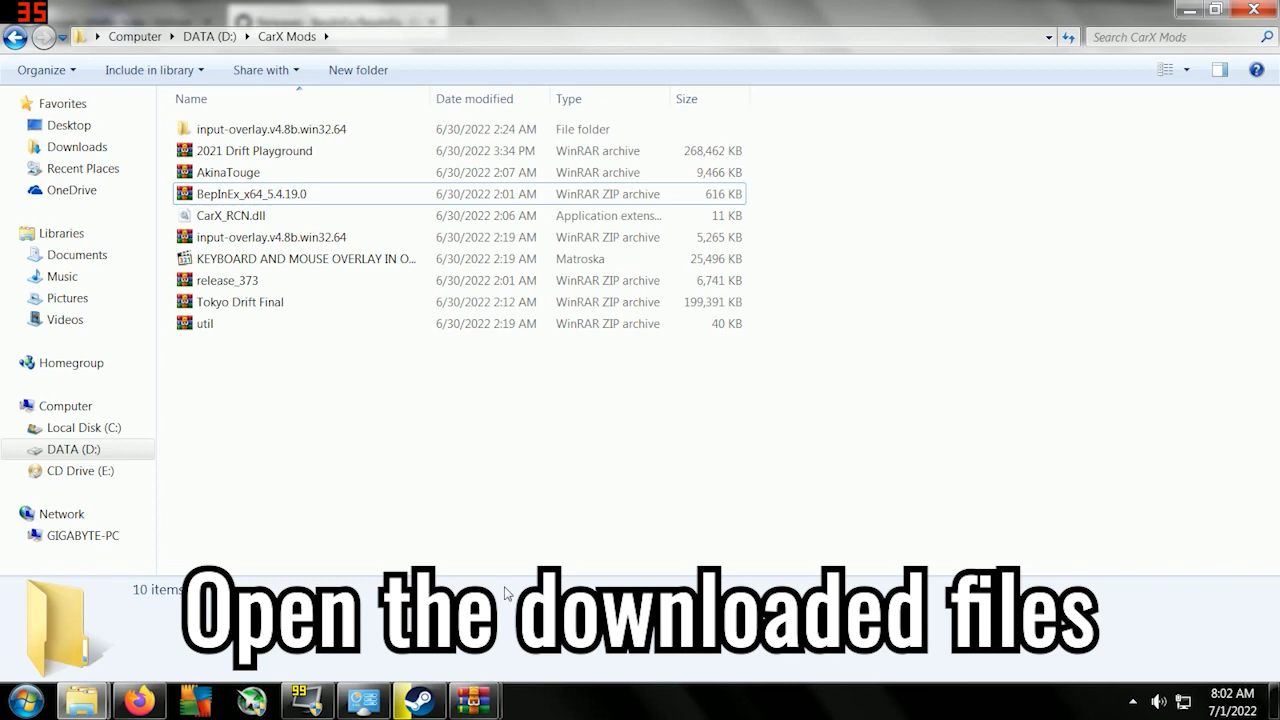 35
Computer DATA (D:) CarX Mods
Search CarX Mods
Organize Include in library Share with New folder
Name Date modified Type Size
Favorites
Desktop
Downloads
Recent Places
OneDrive
Libraries
Documents
Music
Pictures
Videos
Homegroup
Computer
Local Disk (C:)
DATA (D:)
CD Drive (E:)
Network
GIGABYTE-PC
input-overlay.v4.8b.win32.64 6/30/2022 2:24 AM File folder
2021 Drift Playground 6/30/2022 3:34 PM WinRAR archive 268,462 KB
AkinaTouge 6/30/2022 2:07 AM WinRAR archive 9,466 KB
BepInEx_x64_5.4.19.0 6/30/2022 2:01 AM WinRAR ZIP archive 616 KB
CarX_RCN.dll 6/30/2022 2:06 AM Application extens... 11 KB
input-overlay.v4.8b.win32.64 6/30/2022 2:19 AM WinRAR ZIP archive 5,265 KB
KEYBOARD AND MOUSE OVERLAY IN O... 6/30/2022 2:19 AM Matroska 25,496 KB
release_373 6/30/2022 2:01 AM WinRAR ZIP archive 6,741 KB
Tokyo Drift Final 6/30/2022 2:12 AM WinRAR ZIP archive 199,391 KB
util 6/30/2022 2:19 AM WinRAR ZIP archive 40 KB
10 items
Open the downloaded files
99
8:02 AM
7/1/2022